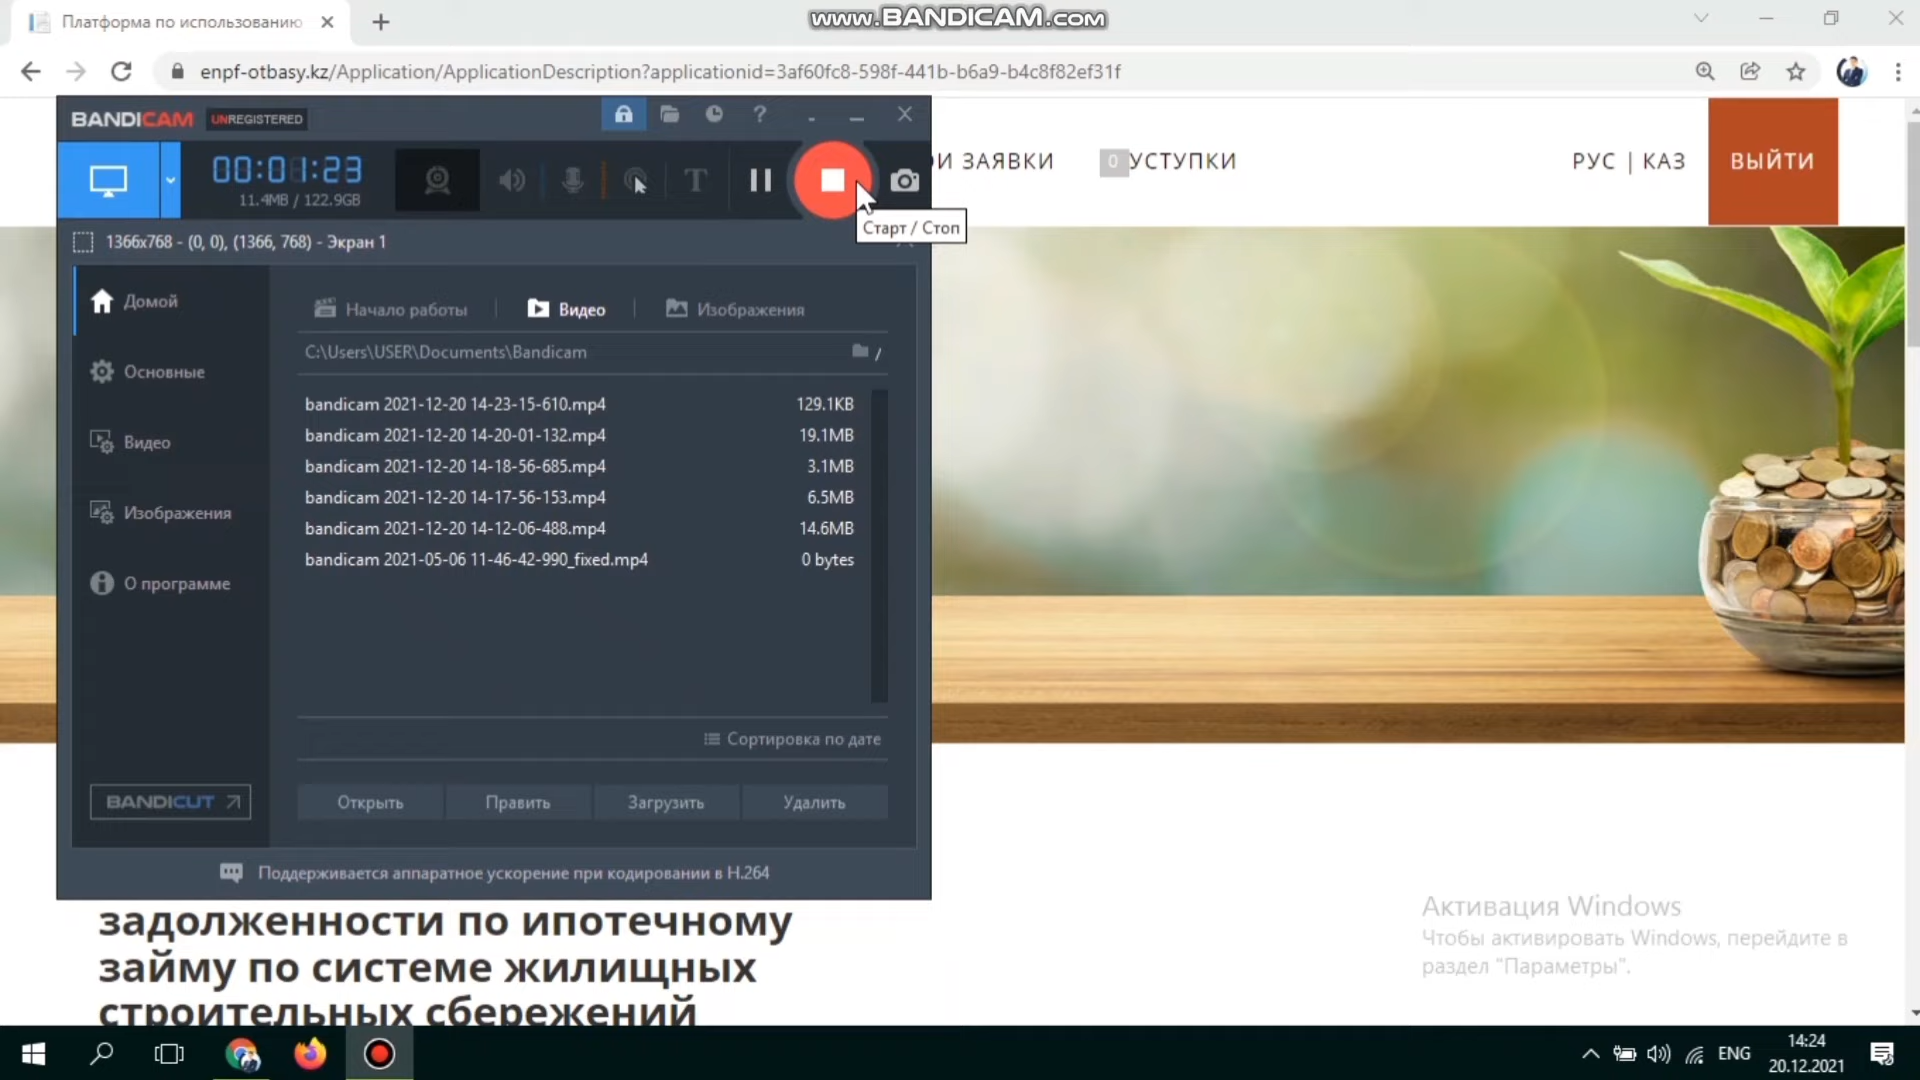 Платформа по использованию
www.BANDICAM.com
enpf-otbasy.kz/Application/ApplicationDescription?applicationid=3af60fc8-598f-441b-b6a9-b4c8f82ef31f
BANDICAM UNREGISTERED
00:01:23
11.4MB / 122.9GB
Старт / Стоп
И ЗАЯВКИ
0 УСТУПКИ
РУС | КАЗ
ВЫЙТИ
1366x768 - (0, 0), (1366, 768) - Экран 1
Домой
Основные
Видео
Изображения
О программе
Начало работы
Видео
Изображения
C:\Users\USER\Documents\Bandicam
/
bandicam 2021-12-20 14-23-15-610.mp4 129.1KB
bandicam 2021-12-20 14-20-01-132.mp4 19.1MB
bandicam 2021-12-20 14-18-56-685.mp4 3.1MB
bandicam 2021-12-20 14-17-56-153.mp4 6.5MB
bandicam 2021-12-20 14-12-06-488.mp4 14.6MB
bandicam 2021-05-06 11-46-42-990_fixed.mp4 0 bytes
Сортировка по дате
BANDICUT
Открыть
Править
Загрузить
Удалить
Поддерживается аппаратное ускорение при кодировании в H.264
задолженности по ипотечному
займу по системе жилищных
строительных сбережений
Активация Windows
Чтобы активировать Windows, перейдите в
раздел "Параметры".
ENG
14:24
20.12.2021